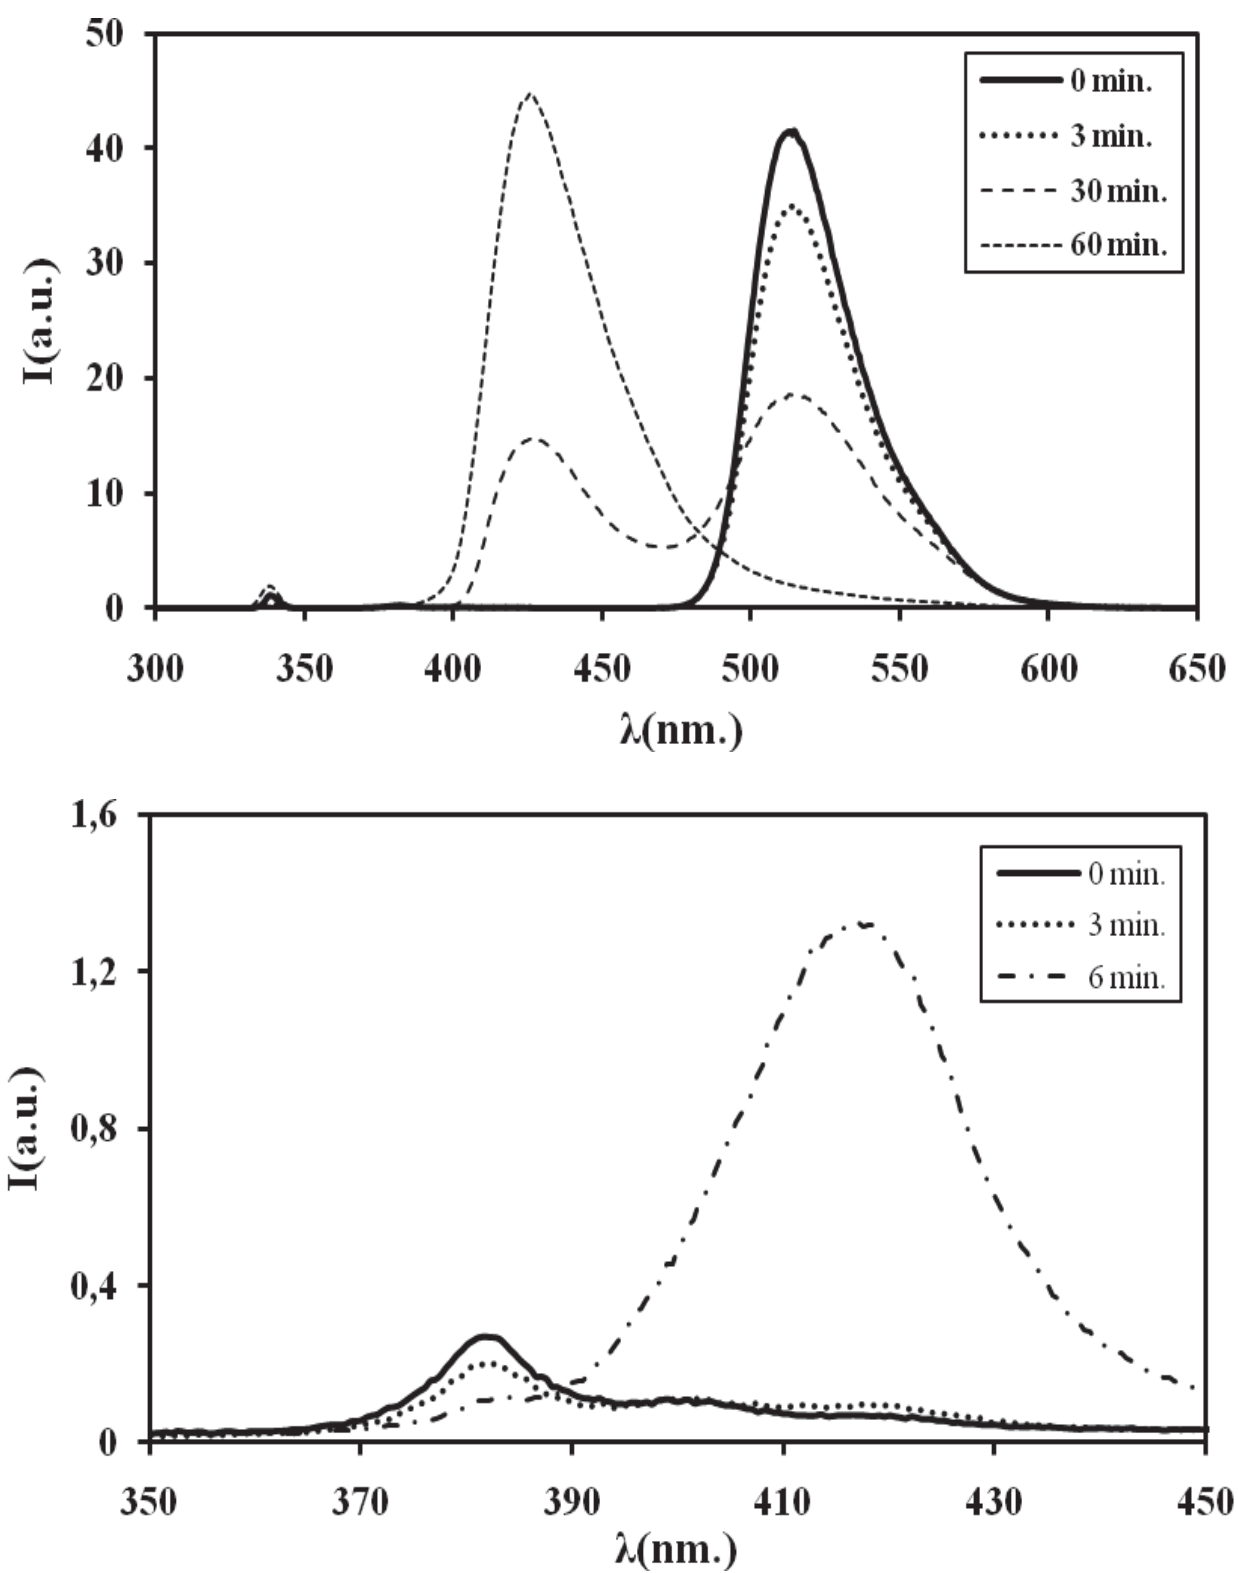 50
40
30
20
10
0
I(a.u.)
0 min.
3 min.
30 min.
60 min.
300 350 400 450 500 550 600 650
λ(nm.)
1,6
1,2
0,8
0,4
0
I(a.u.)
0 min.
3 min.
6 min.
350 370 390 410 430 450
λ(nm.)